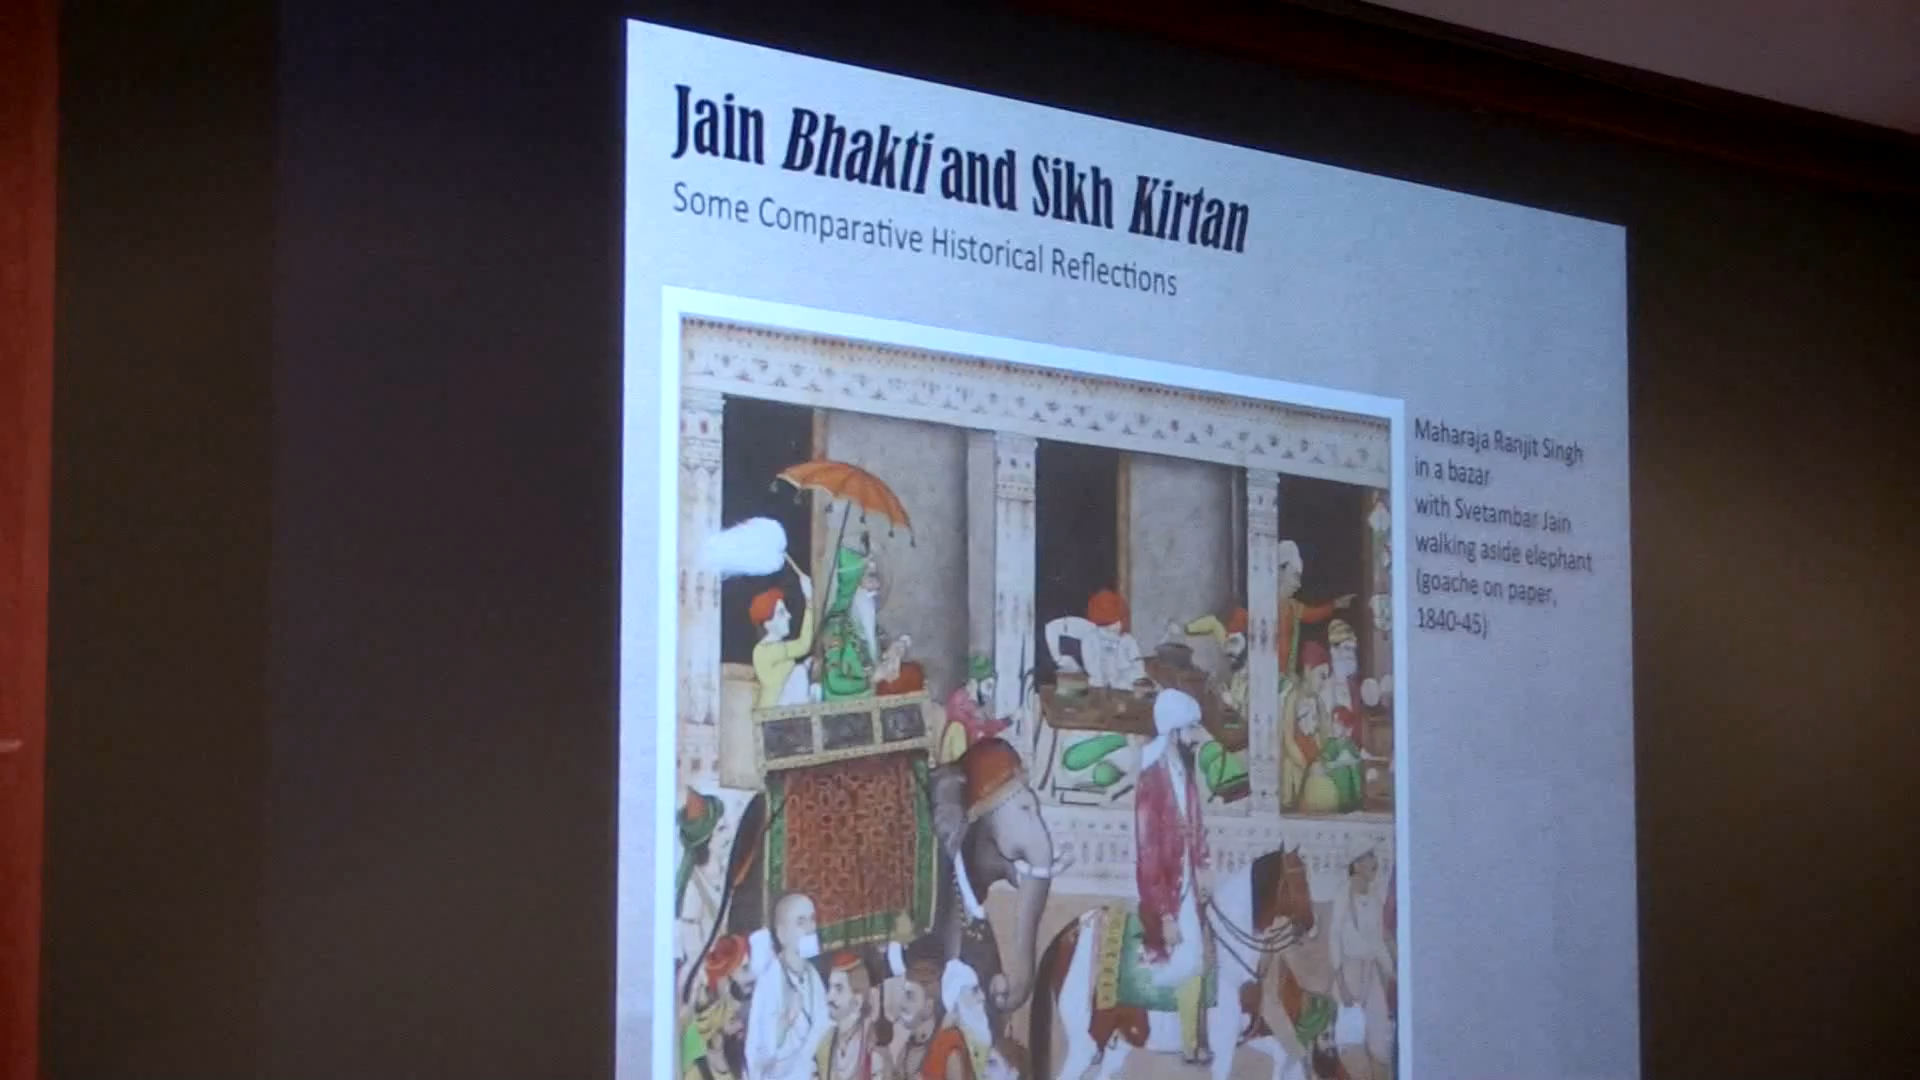 Jain Bhakti and Sikh Kirtan
Some Comparative Historical Reflections
Maharaja Ranjit Singh
in a bazar
with Svetambar Jain
walking aside elephant
(goache on paper,
1840-45)